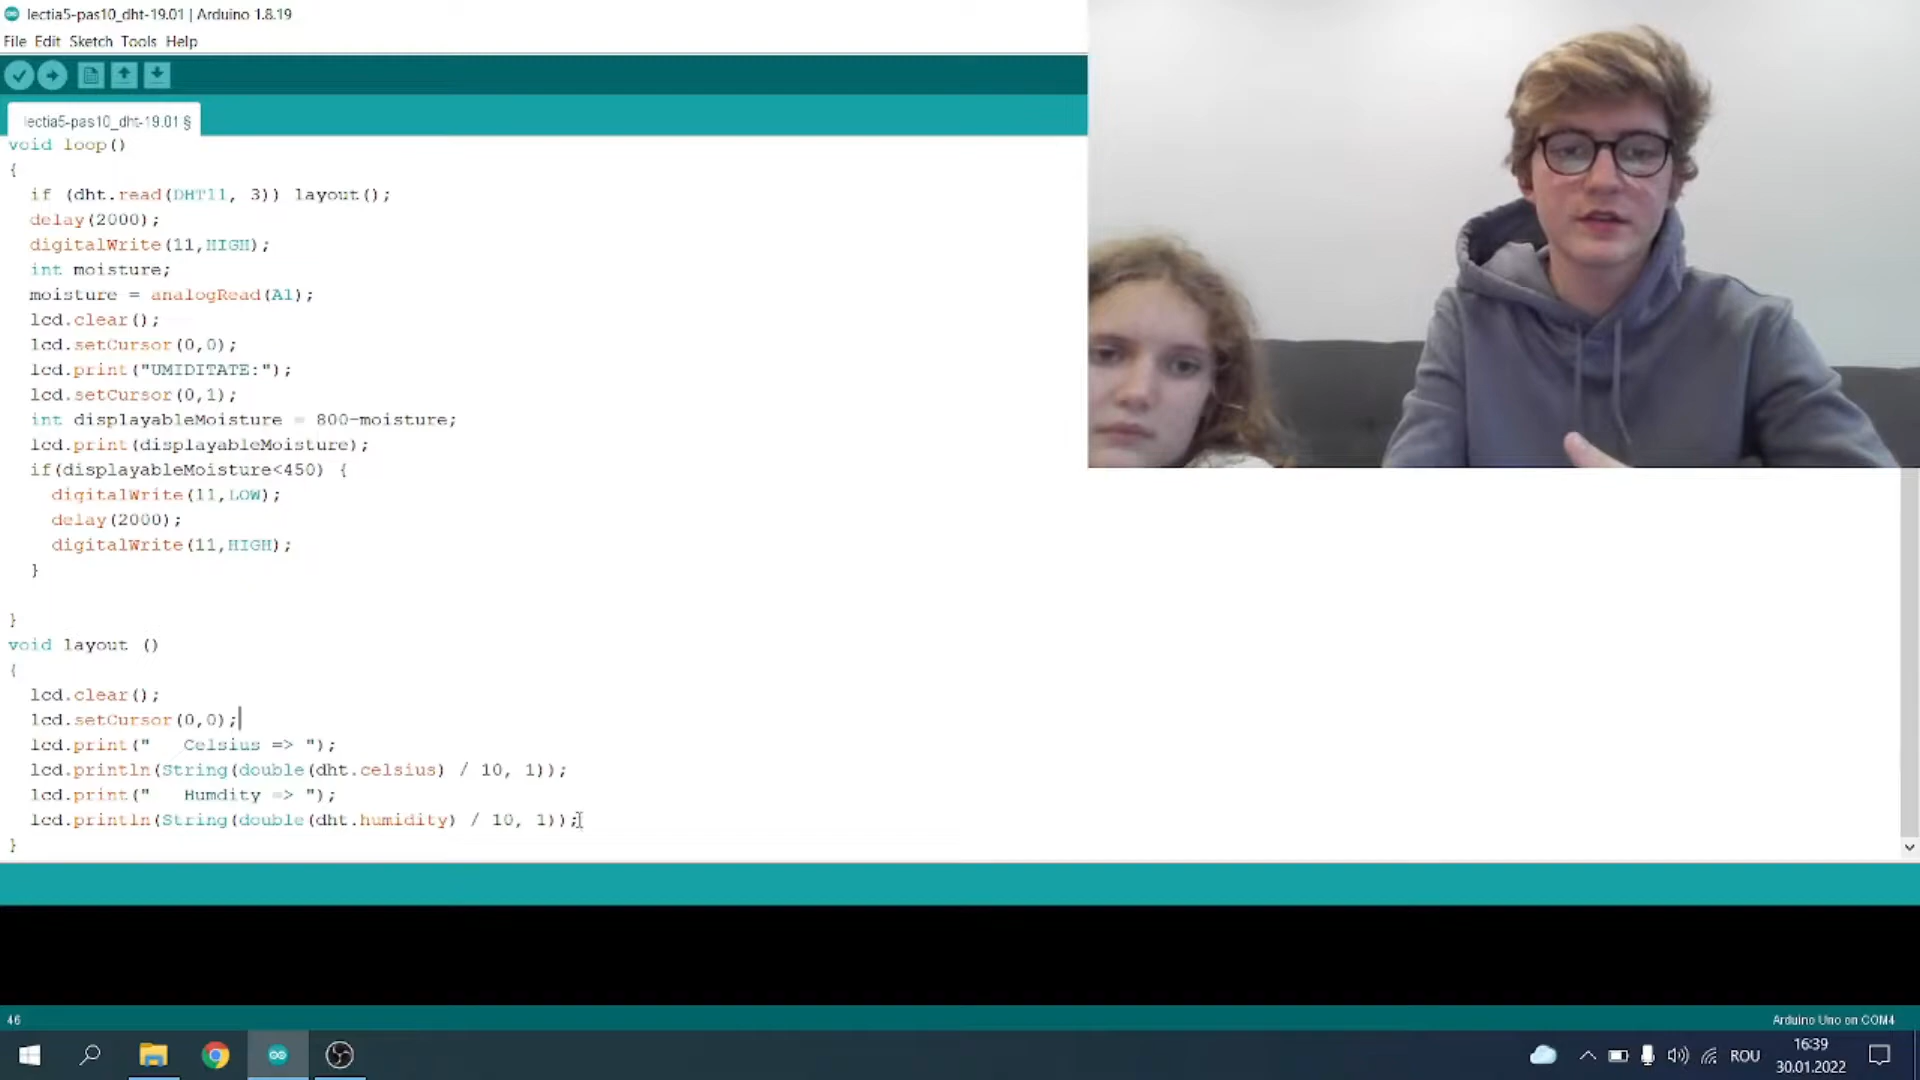 lectia5-pas10_dht-19.01 | Arduino 1.8.19
File Edit Sketch Tools Help
lectia5-pas10_dht-19.01 §
void loop()
{
if (dht.read(DHT11, 3)) layout();
delay(2000);
digitalWrite(11,HIGH);
int moisture;
moisture = analogRead(A1);
lcd.clear();
lcd.setCursor(0,0);
lcd.print("UMIDITATE:");
lcd.setCursor(0,1);
int displayableMoisture = 800-moisture;
lcd.print(displayableMoisture);
if(displayableMoisture<450) {
digitalWrite(11,LOW);
delay(2000);
digitalWrite(11,HIGH);
}
}
void layout ()
{
lcd.clear();
lcd.setCursor(0,0);
lcd.print("   Celsius => ");
lcd.println(String(double(dht.celsius) / 10, 1));
lcd.print("   Humdity => ");
lcd.println(String(double(dht.humidity) / 10, 1));
}
46
Arduino Uno on COM4
ROU
16:39
30.01.2022